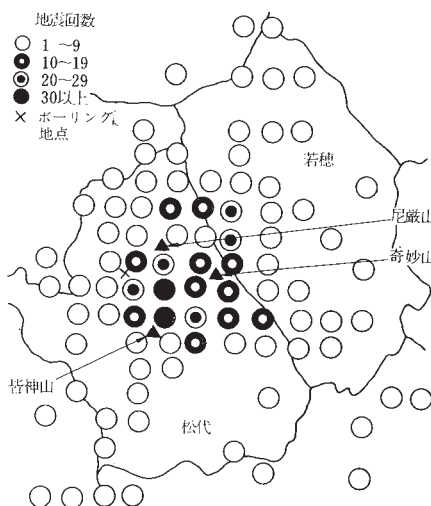 地震回数
1~9
10~19
20~29
30以上
ボーリング
地点
若穂
尼厳山
奇妙山
皆神山
松代